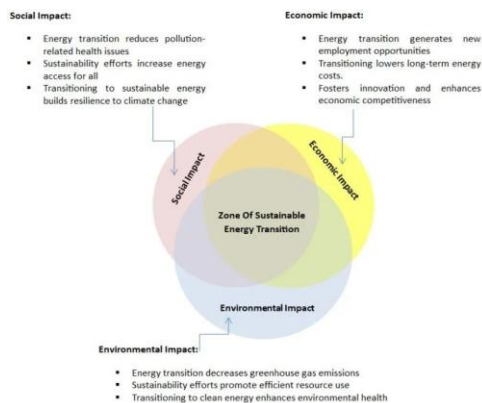 Social Impact:
▪ Energy transition reduces pollution-
related health issues
▪ Sustainability efforts increase energy
access for all
▪ Transitioning to sustainable energy
builds resilience to climate change
Economic Impact:
▪ Energy transition generates new
employment opportunities
▪ Transitioning lowers long-term energy
costs.
▪ Fosters innovation and enhances
economic competitiveness
Social Impact
Economic Impact
Zone Of Sustainable
Energy Transition
Environmental Impact
Environmental Impact:
▪ Energy transition decreases greenhouse gas emissions
▪ Sustainability efforts promote efficient resource use
▪ Transitioning to clean energy enhances environmental health